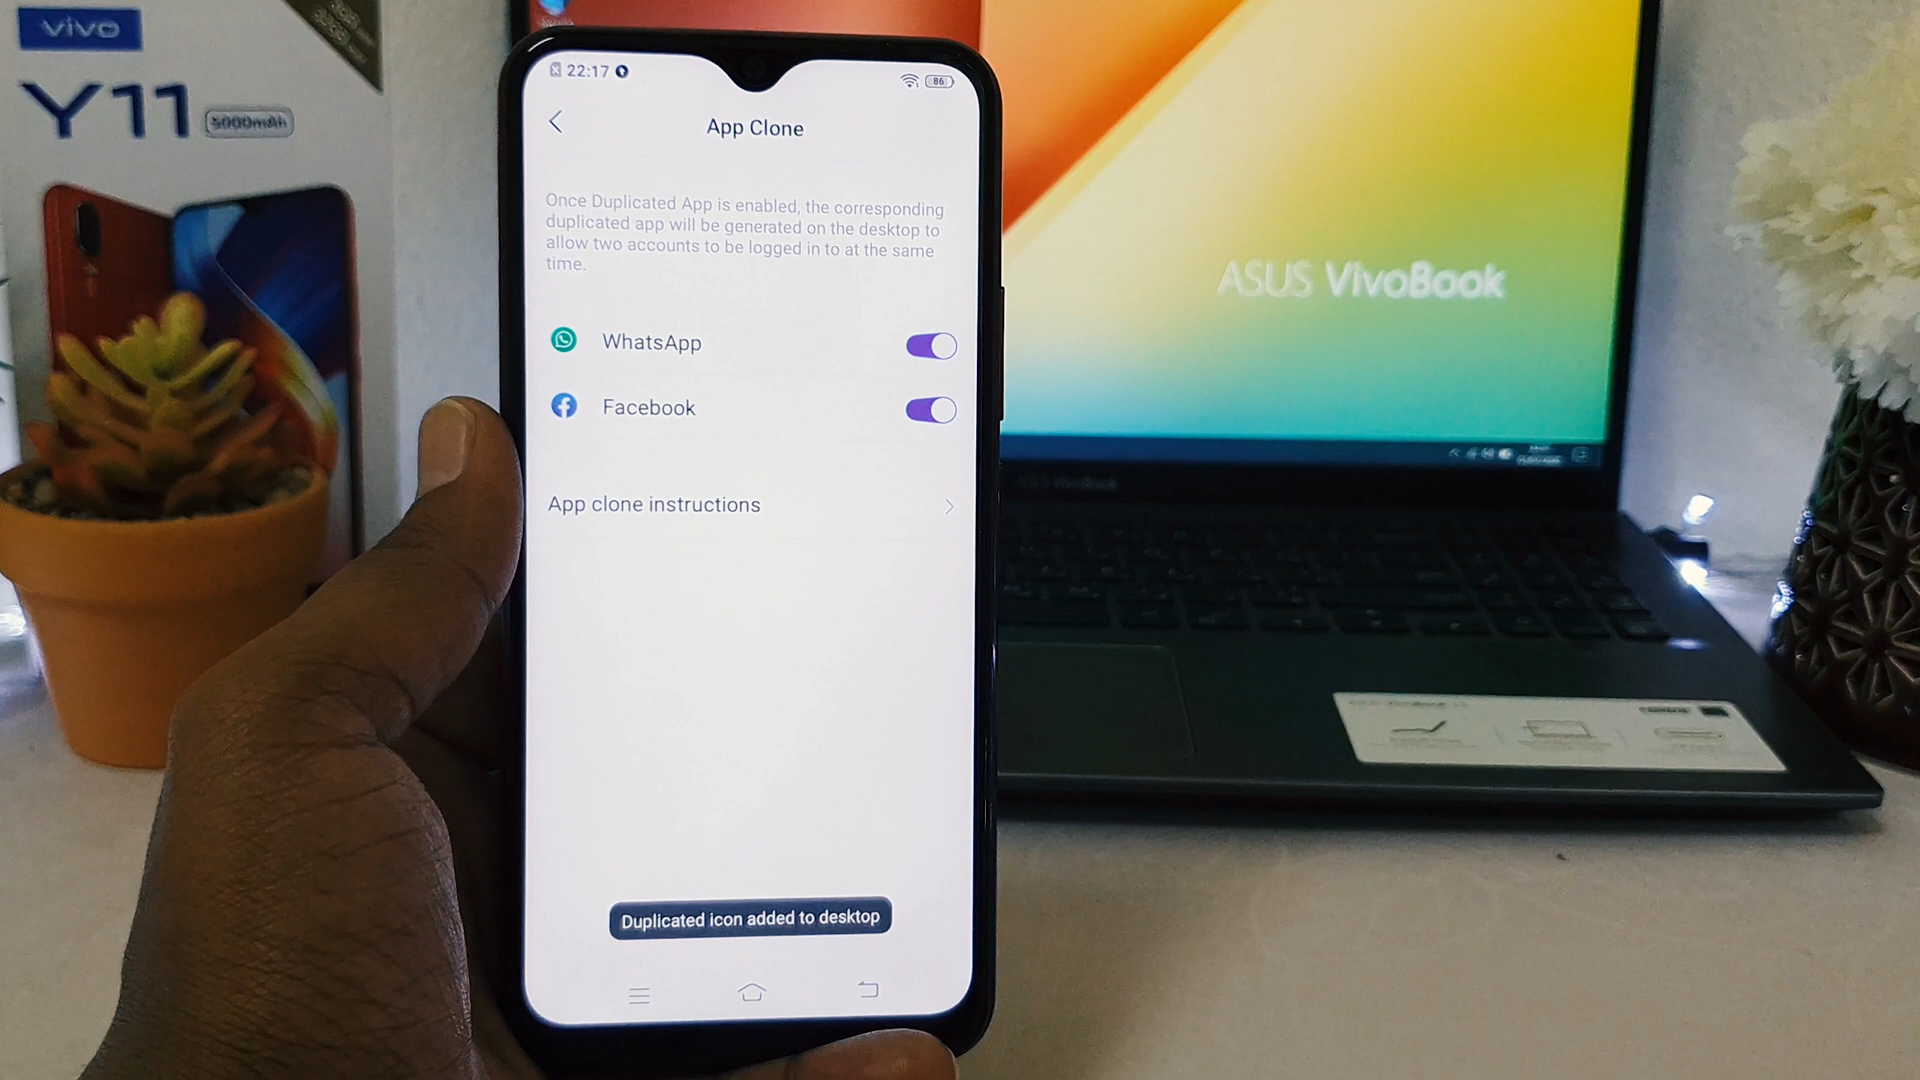 vivo
Y11
5000mAh
22:17
86
App Clone
Once Duplicated App is enabled, the corresponding
duplicated app will be generated on the desktop to
allow two accounts to be logged in to at the same
time.
WhatsApp
Facebook
App clone instructions
Duplicated icon added to desktop
ASUS VivoBook